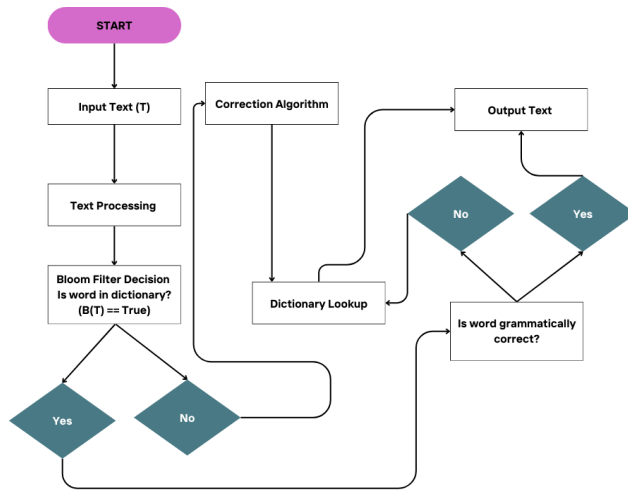 START
Input Text (T)
Correction Algorithm
Output Text
Text Processing
No
Yes
Bloom Filter Decision
Is word in dictionary?
(B(T) == True)
Dictionary Lookup
Is word grammatically
correct?
Yes
No